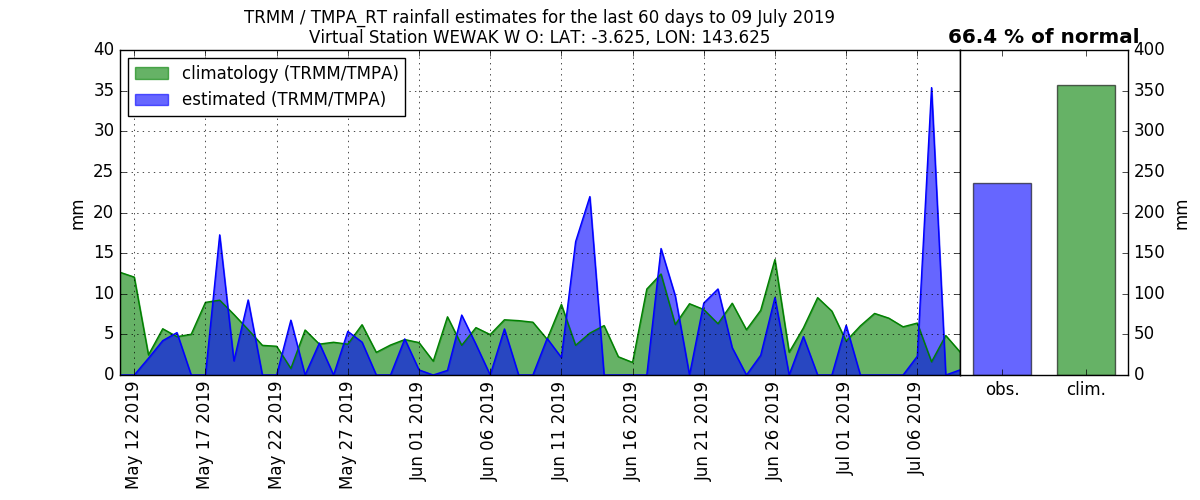 TRMM / TMPA_RT rainfall estimates for the last 60 days to 09 July 2019
Virtual Station WEWAK W O: LAT: -3.625, LON: 143.625
66.4 % of normal
climatology (TRMM/TMPA)
estimated (TRMM/TMPA)
40
35
30
25
20
15
10
5
0
mm
400
350
300
250
200
150
100
50
0
mm
obs.
clim.
May 12 2019
May 17 2019
May 22 2019
May 27 2019
Jun 01 2019
Jun 06 2019
Jun 11 2019
Jun 16 2019
Jun 21 2019
Jun 26 2019
Jul 01 2019
Jul 06 2019